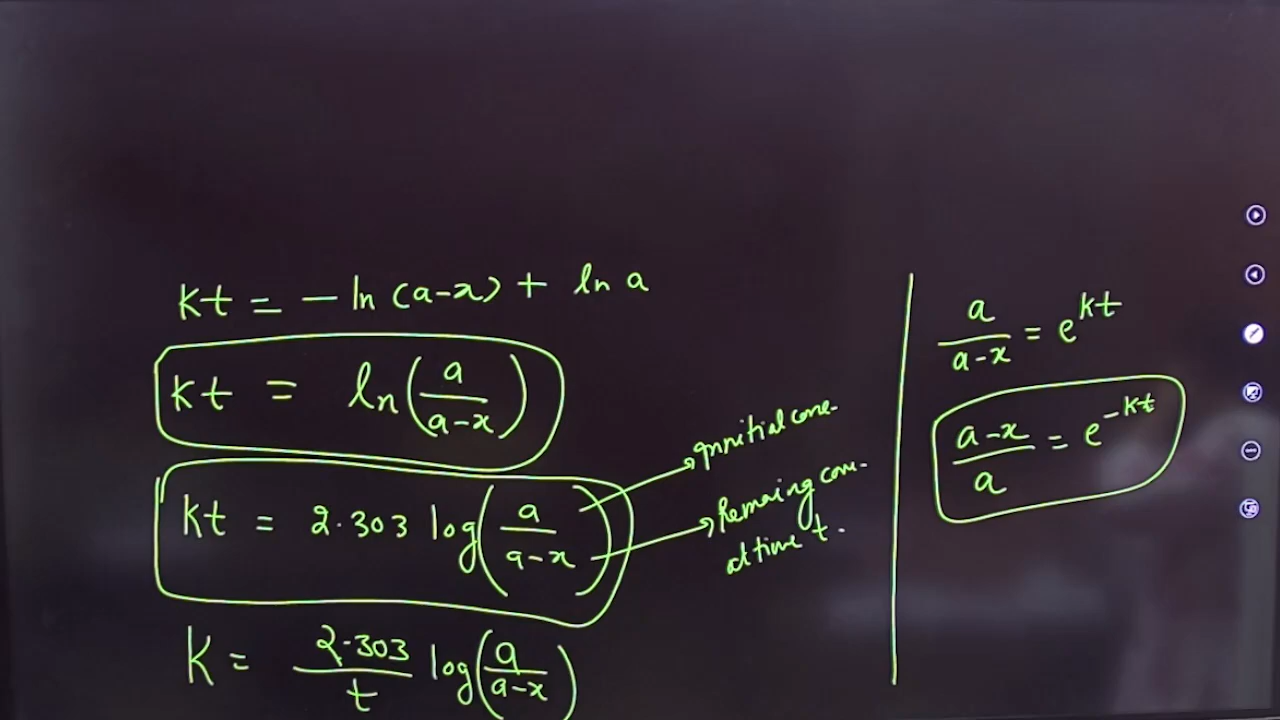 kt = - ln (a-x) + ln a
kt = ln(a/(a-x))
kt = 2.303 log(a/(a-x))
Innitial conc.
Remaing conc.
at time t.
K = 2.303/t log(a/(a-x))
a/(a-x) = e^kt
(a-x)/a = e^-kt